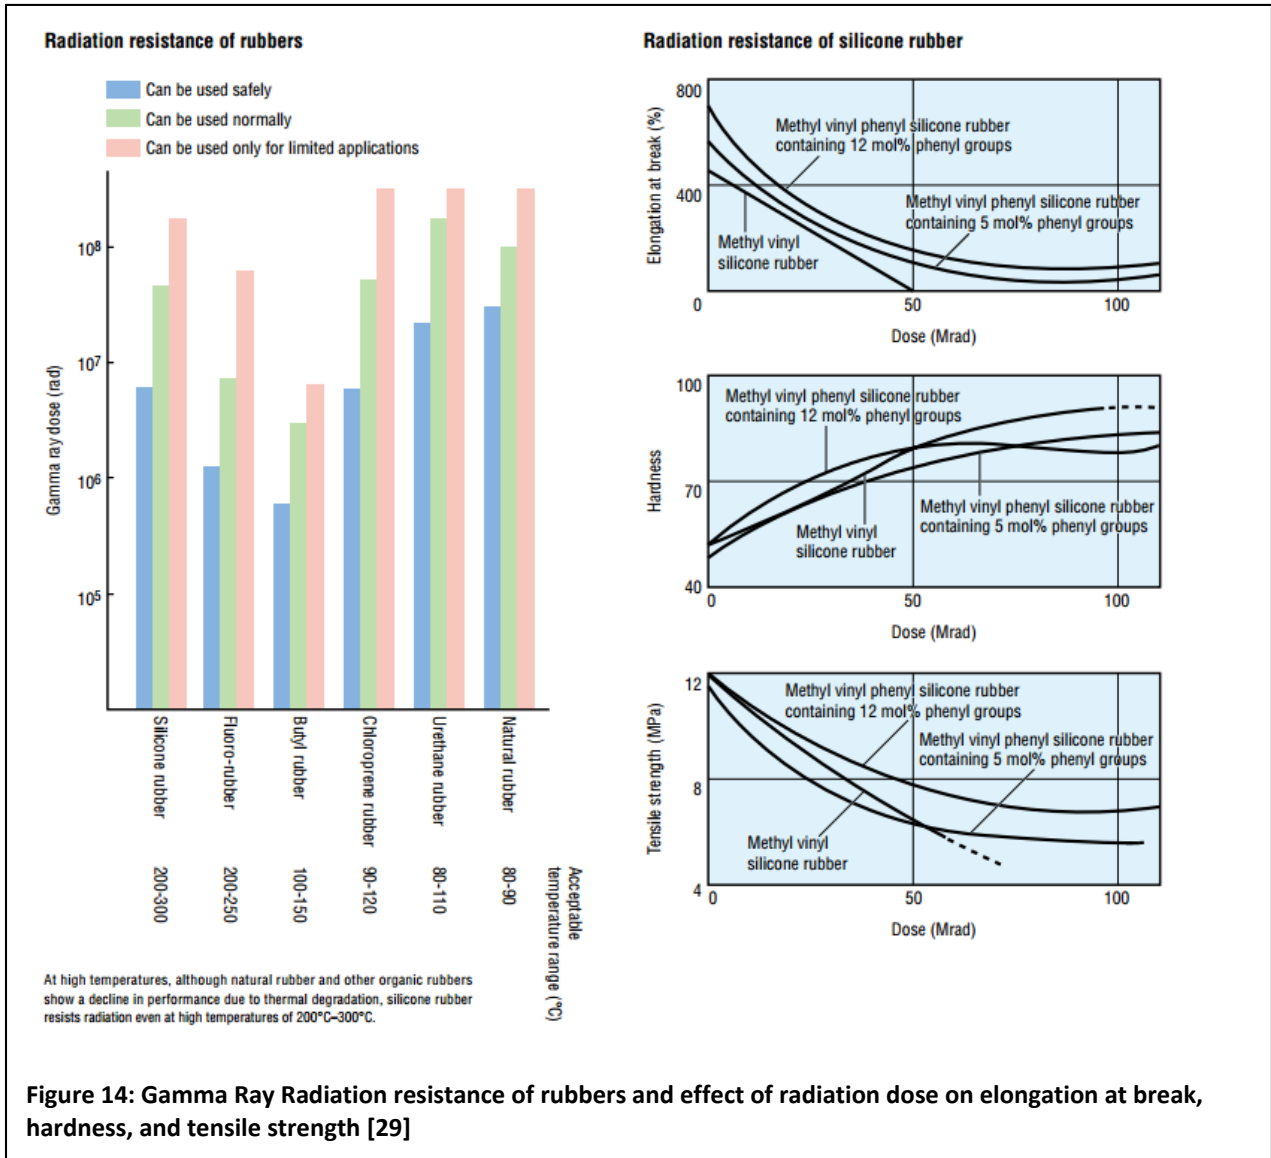 Radiation resistance of rubbers
Can be used safely
Can be used normally
Can be used only for limited applications
Gamma ray dose (rad)
10⁸
10⁷
10⁶
10⁵
Silicone rubber
Fluoro-rubber
Butyl rubber
Chloroprene rubber
Urethane rubber
Natural rubber
200-300
200-250
100-150
90-120
80-110
80-90
Acceptable
temperature range (°C)
At high temperatures, although natural rubber and other organic rubbers
show a decline in performance due to thermal degradation, silicone rubber
resists radiation even at high temperatures of 200°C–300°C.
Radiation resistance of silicone rubber
Elongation at break (%)
800
400
0
Methyl vinyl phenyl silicone rubber
containing 12 mol% phenyl groups
Methyl vinyl phenyl silicone rubber
containing 5 mol% phenyl groups
Methyl vinyl
silicone rubber
0
50
100
Dose (Mrad)
Hardness
100
70
40
Methyl vinyl phenyl silicone rubber
containing 12 mol% phenyl groups
Methyl vinyl phenyl silicone rubber
containing 5 mol% phenyl groups
Methyl vinyl
silicone rubber
0
50
100
Dose (Mrad)
Tensile strength (MPa)
12
8
4
Methyl vinyl phenyl silicone rubber
containing 12 mol% phenyl groups
Methyl vinyl phenyl silicone rubber
containing 5 mol% phenyl groups
Methyl vinyl
silicone rubber
0
50
100
Dose (Mrad)
Figure 14: Gamma Ray Radiation resistance of rubbers and effect of radiation dose on elongation at break,
hardness, and tensile strength [29]